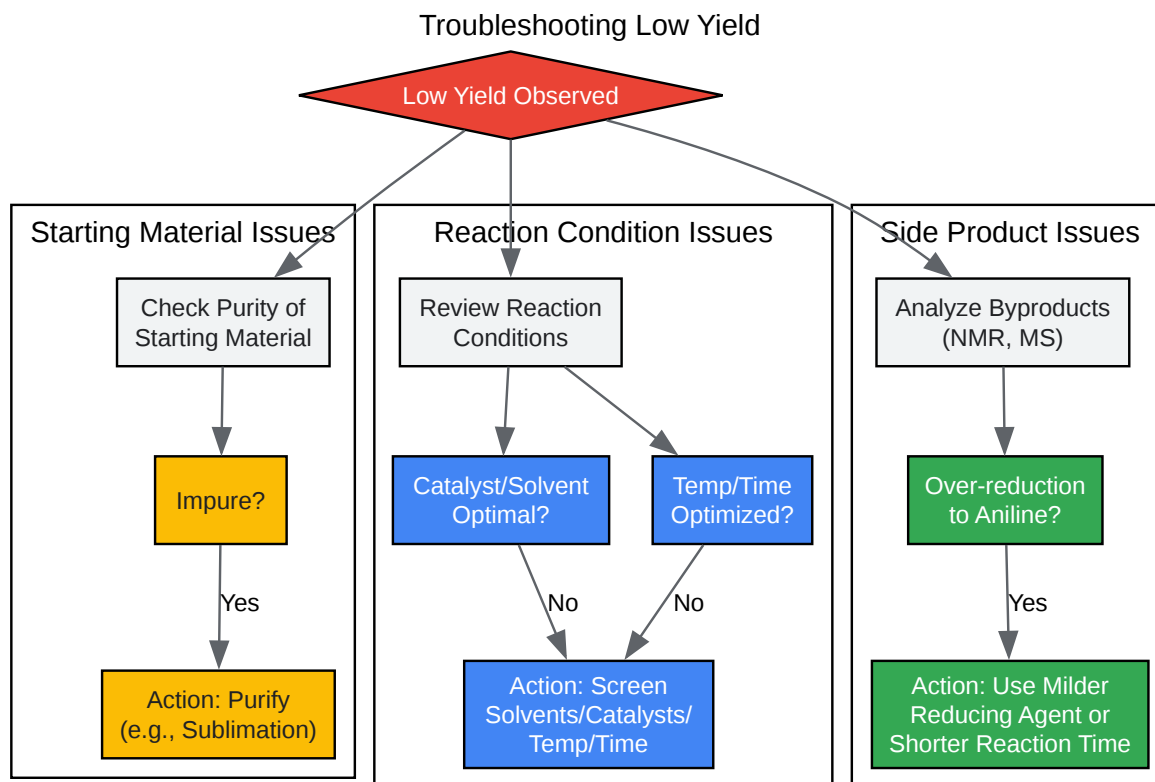 Troubleshooting Low Yield
Low Yield Observed
Starting Material Issues
Check Purity of
Starting Material
Impure?
Yes
Action: Purify
(e.g., Sublimation)
Reaction Condition Issues
Review Reaction
Conditions
Catalyst/Solvent
Optimal?
Temp/Time
Optimized?
No
No
Action: Screen
Solvents/Catalysts/
Temp/Time
Side Product Issues
Analyze Byproducts
(NMR, MS)
Over-reduction
to Aniline?
Yes
Action: Use Milder
Reducing Agent or
Shorter Reaction Time